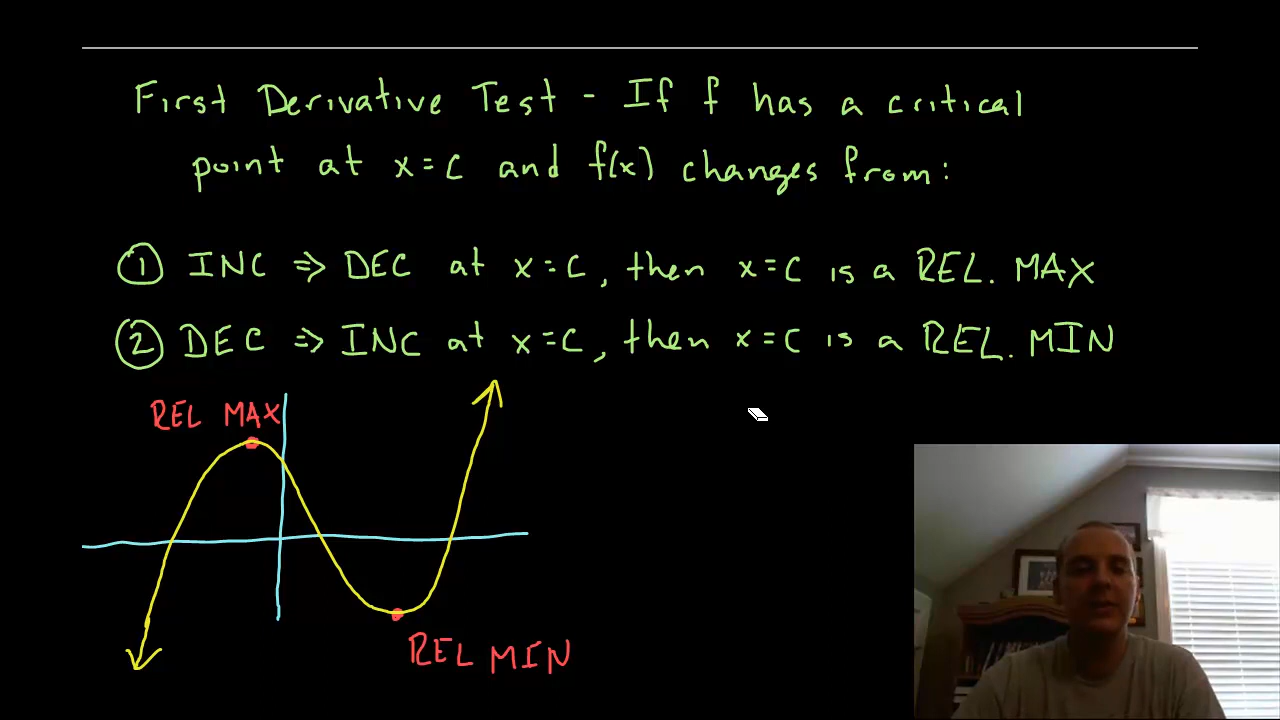 First Derivative Test - If f has a critical
point at x=c and f(x) changes from:
① INC ⇒ DEC at x=c, then x=c is a REL. MAX
② DEC ⇒ INC at x=c, then x=c is a REL. MIN
REL MAX
REL MIN